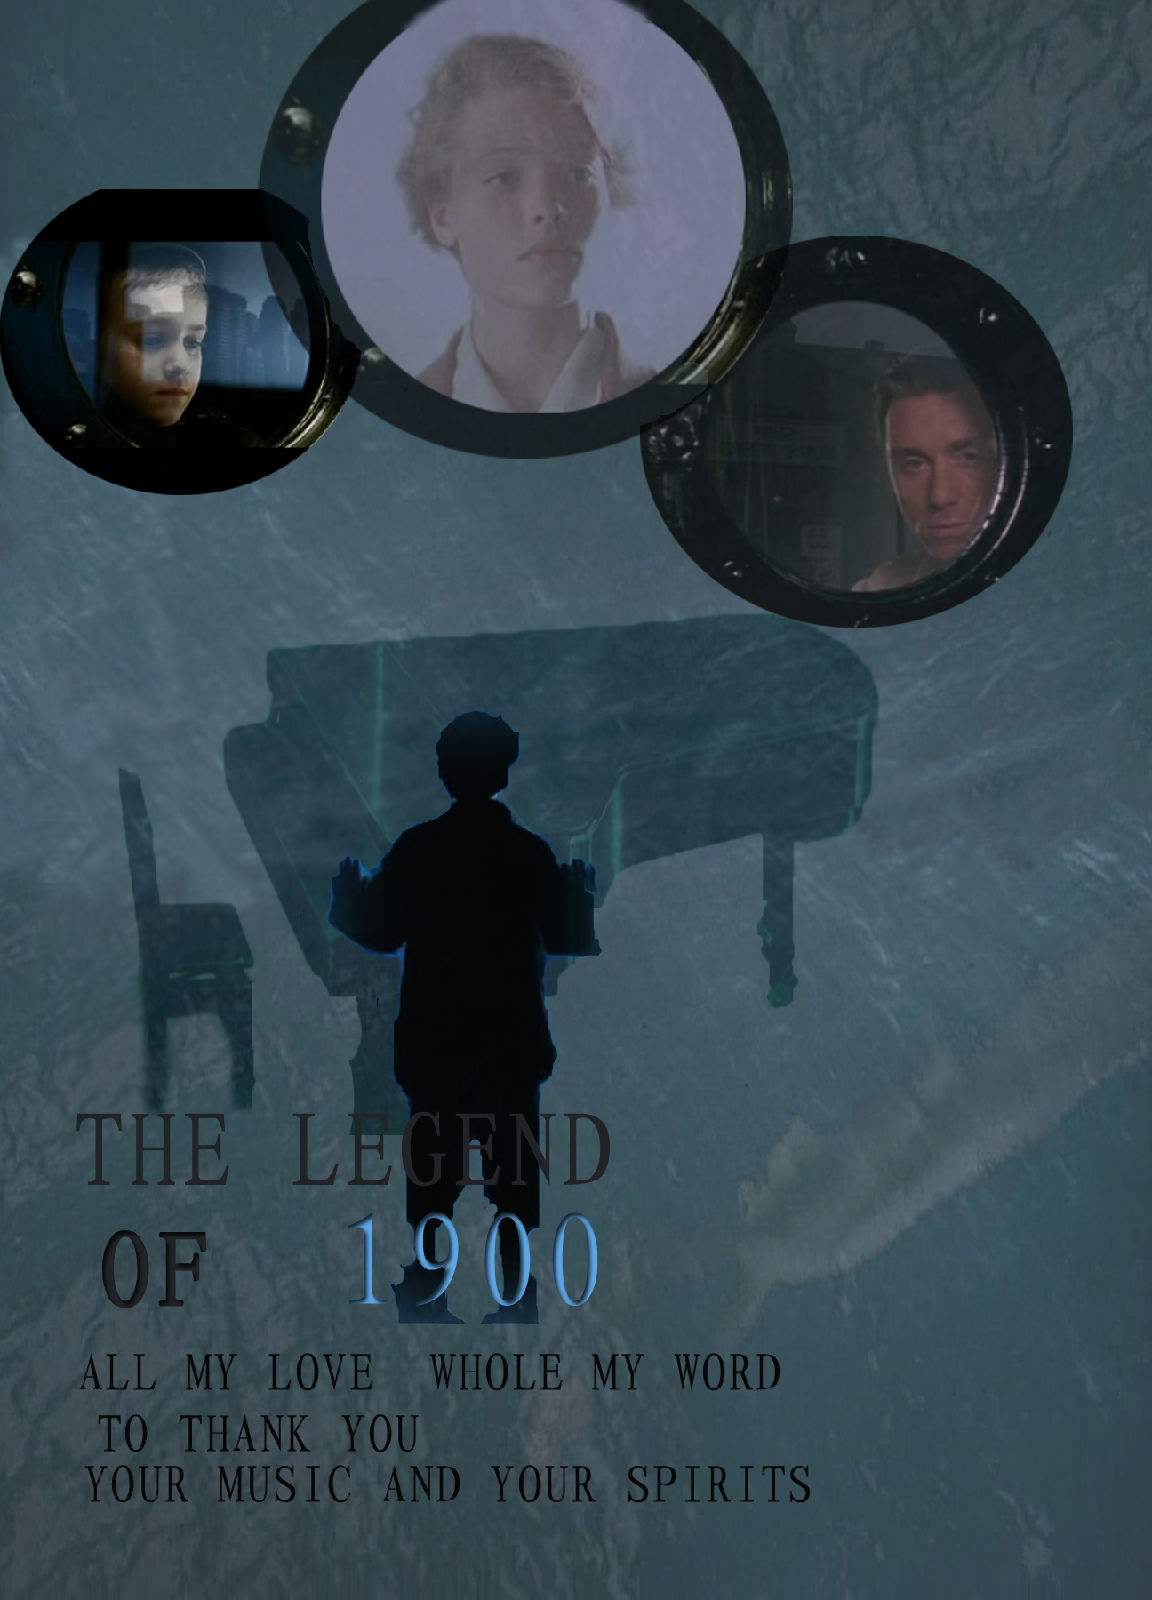 THE LEGEND
OF 1900
ALL MY LOVE WHOLE MY WORD
TO THANK YOU
YOUR MUSIC AND YOUR SPIRITS